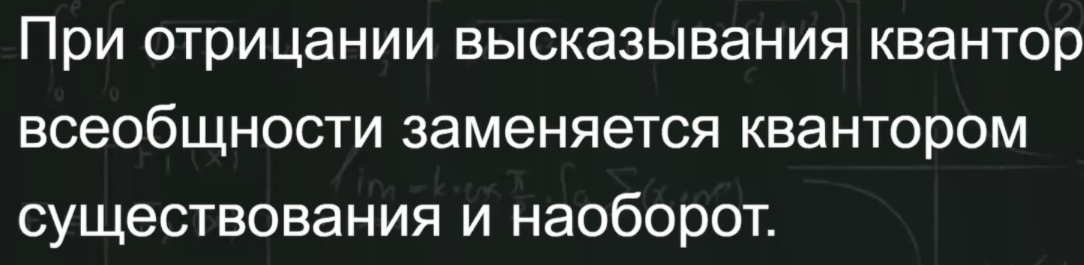 При отрицании высказывания квантор
всеобщности заменяется квантором
существования и наоборот.